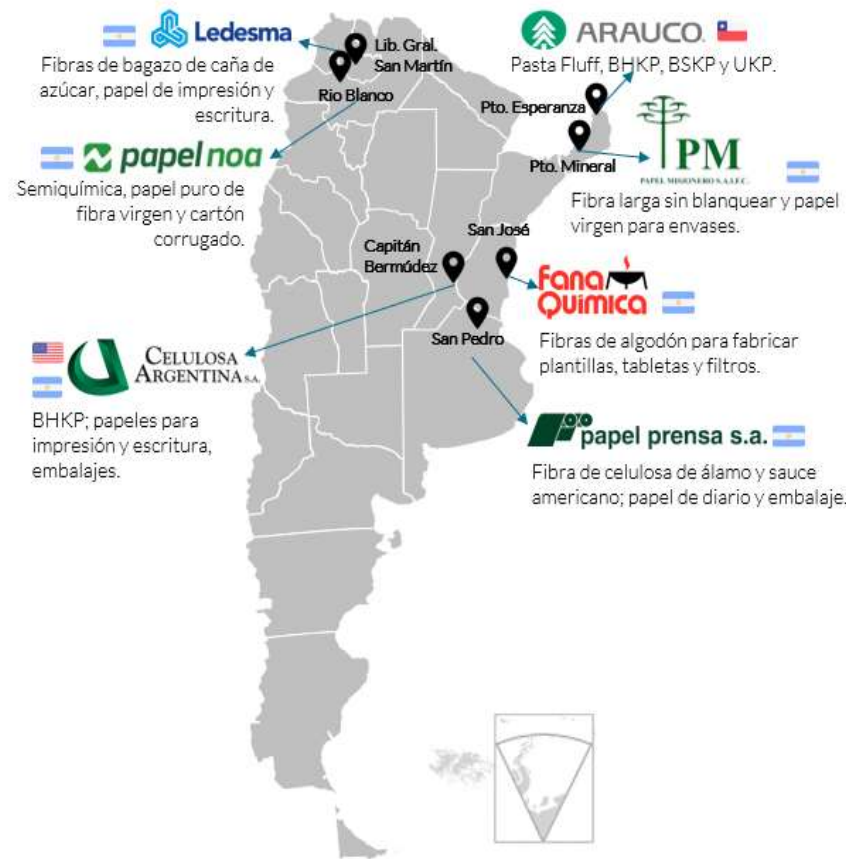 Ledesma
Fibras de bagazo de caña de
azúcar, papel de impresión y
escritura.
Lib. Gral.
San Martín
Rio Blanco
ARAUCO
Pasta Fluff, BHKP, BSKP y UKP.
Pto. Esperanza
Pto. Mineral
PM
PAPEL MISIONERO S.A.I.F.C.
Fibra larga sin blanquear y papel
virgen para envases.
papel noa
Semiquímica, papel puro de
fibra virgen y cartón
corrugado.
San José
Capitán
Bermúdez
Fana
Quimica
San Pedro
Fibras de algodón para fabricar
plantillas, tabletas y filtros.
CELULOSA
ARGENTINA S.A.
BHKP; papeles para
impresión y escritura,
embalajes.
papel prensa s.a.
Fibra de celulosa de álamo y sauce
americano; papel de diario y embalaje.